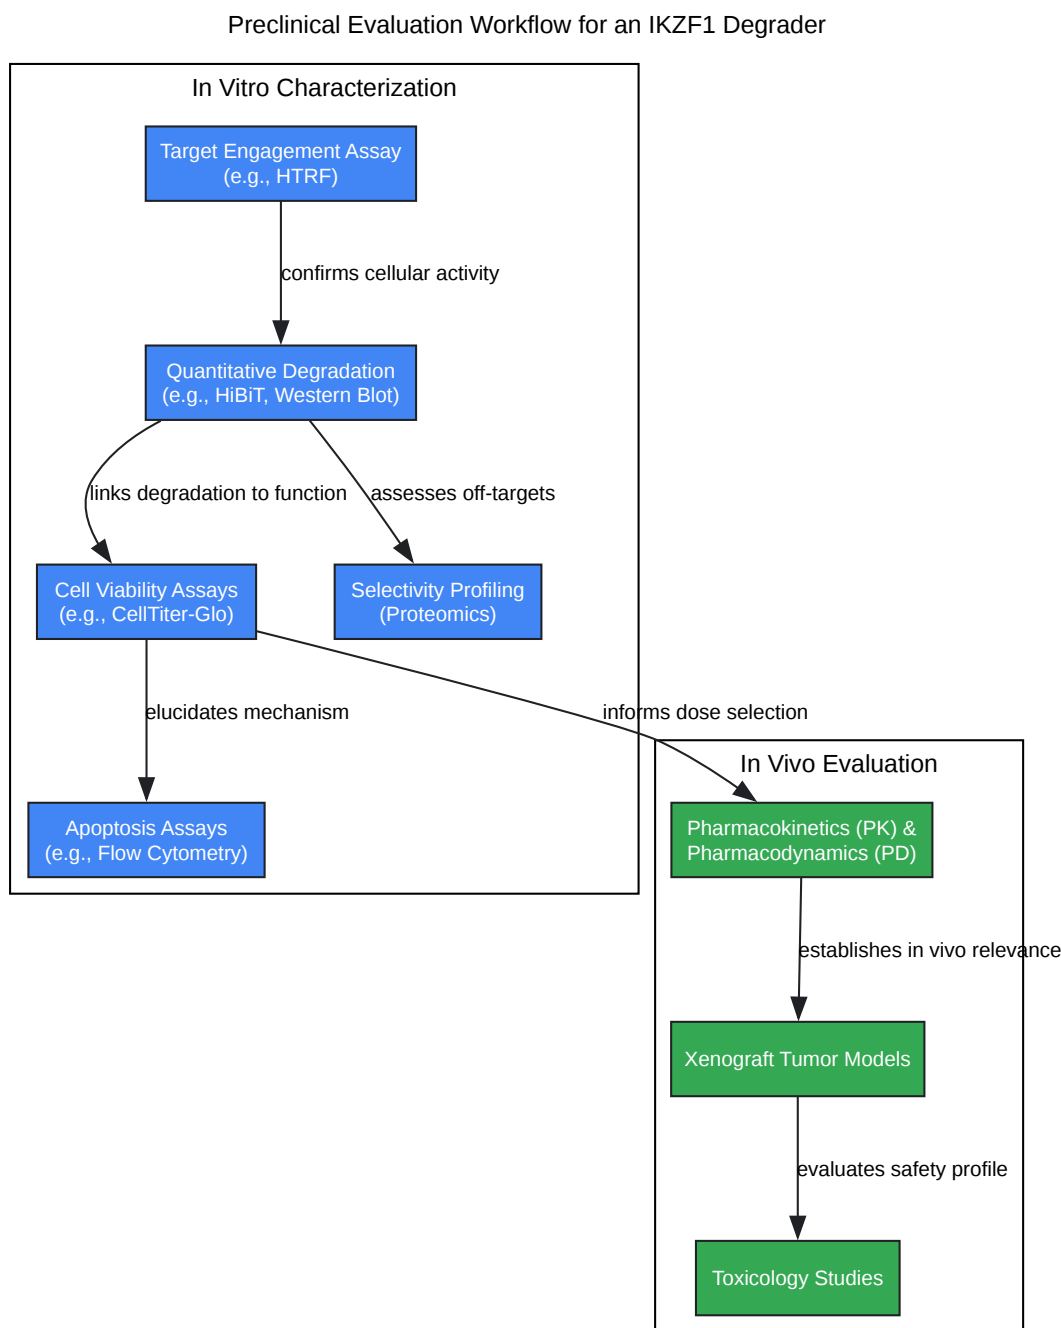 Preclinical Evaluation Workflow for an IKZF1 Degrader
In Vitro Characterization
Target Engagement Assay
(e.g., HTRF)
confirms cellular activity
Quantitative Degradation
(e.g., HiBiT, Western Blot)
links degradation to function
assesses off-targets
Cell Viability Assays
(e.g., CellTiter-Glo)
Selectivity Profiling
(Proteomics)
elucidates mechanism
informs dose selection
Apoptosis Assays
(e.g., Flow Cytometry)
In Vivo Evaluation
Pharmacokinetics (PK) &
Pharmacodynamics (PD)
establishes in vivo relevance
Xenograft Tumor Models
evaluates safety profile
Toxicology Studies